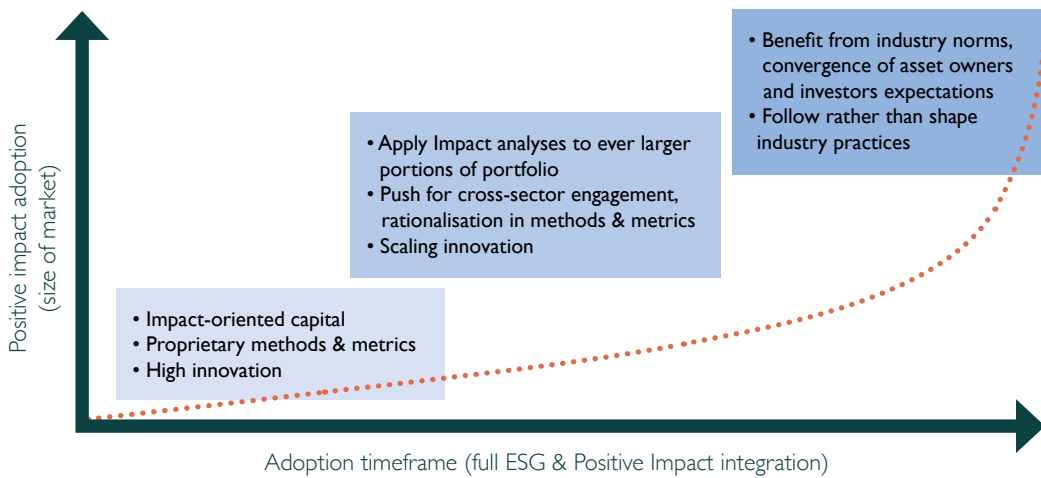 Positive impact adoption
(size of market)
• Benefit from industry norms,
convergence of asset owners
and investors expectations
• Follow rather than shape
industry practices
• Apply Impact analyses to ever larger
portions of portfolio
• Push for cross-sector engagement,
rationalisation in methods & metrics
• Scaling innovation
• Impact-oriented capital
• Proprietary methods & metrics
• High innovation
Adoption timeframe (full ESG & Positive Impact integration)